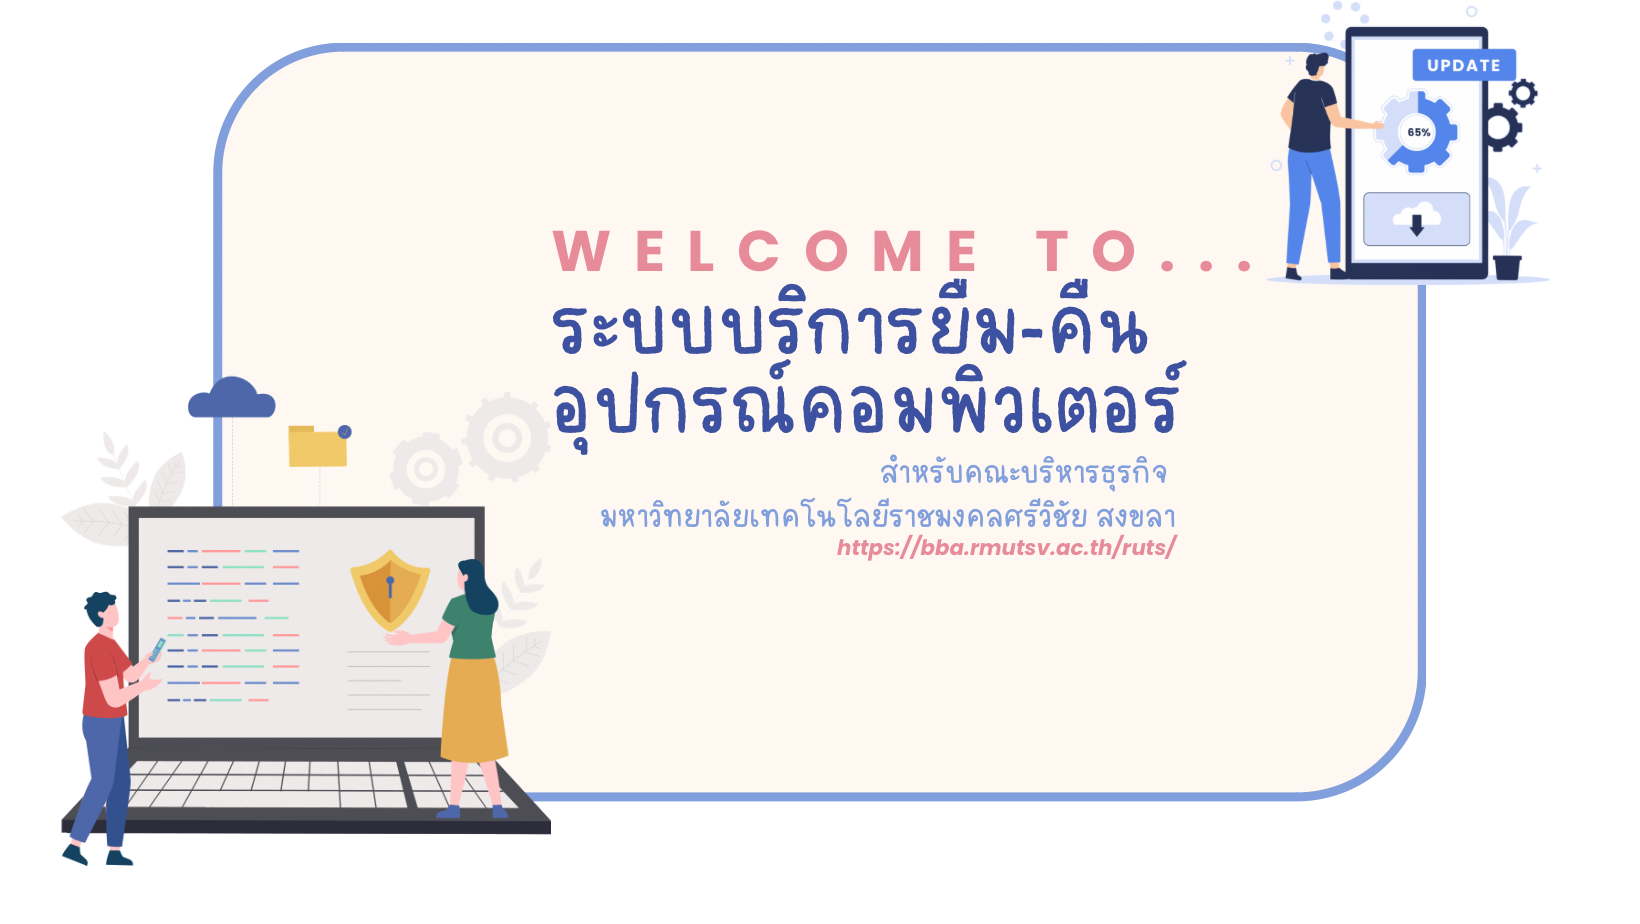 UPDATE
65%
WELCOME TO...
ระบบบริการยืม-คืน
อุปกรณ์คอมพิวเตอร์
สำหรับคณะบริหารธุรกิจ
มหาวิทยาลัยเทคโนโลยีราชมงคลศรีวิชัย สงขลา
https://bba.rmutsv.ac.th/ruts/